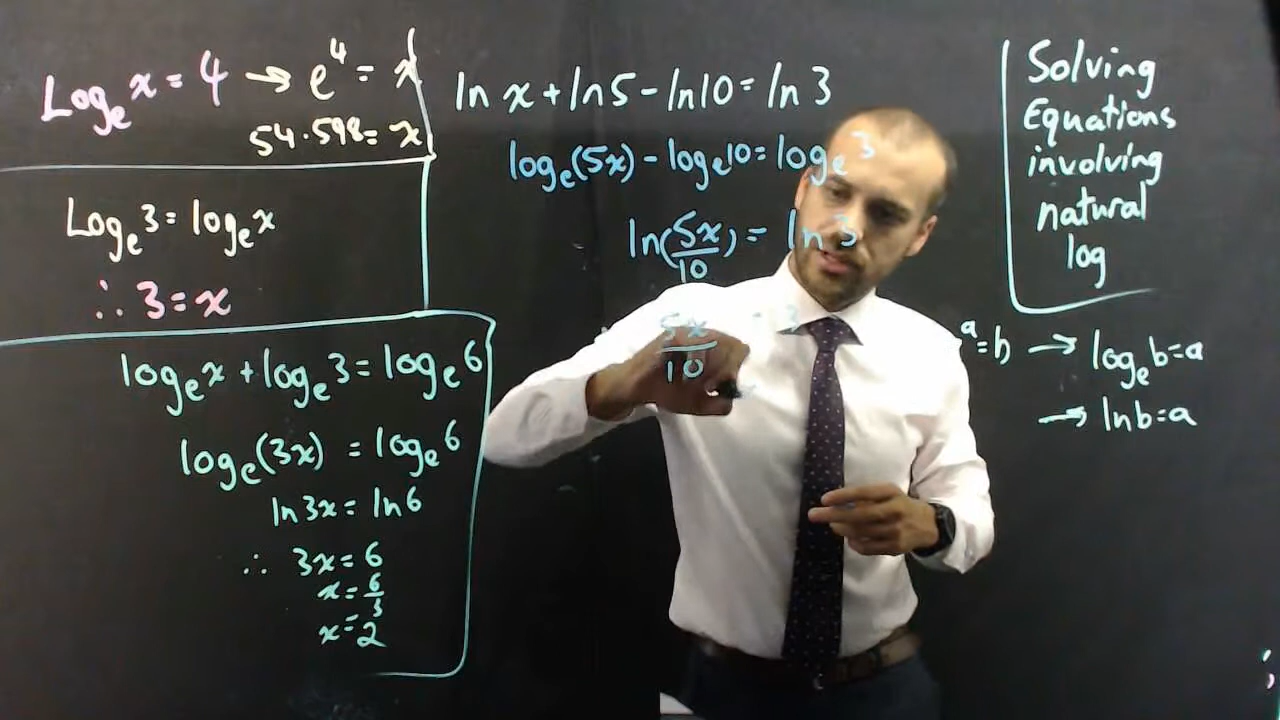 Logₑ x = 4 → e⁴ = x
54.598 = x
Logₑ 3 = logₑ x
∴ 3 = x
logₑ x + logₑ 3 = logₑ 6
logₑ (3x) = logₑ 6
ln 3x = ln 6
∴ 3x = 6
x = 6/3
x = 2
ln x + ln 5 - ln 10 = ln 3
logₑ (5x) - logₑ 10 = logₑ 3
ln (5x/10) = ln 3
5x/10 = 3
Solving
Equations
involving
natural
log
ᵃ = b → logₑ b = a
→ ln b = a